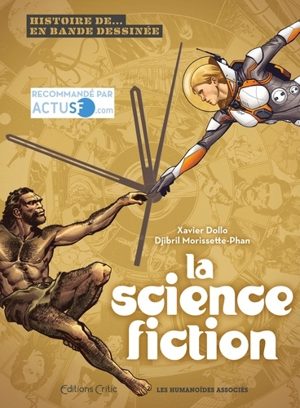 HISTOIRE DE...
EN BANDE DESSINÉE
RECOMMANDÉ PAR
ACTUSF.com
Xavier Dollo
Djibril Morissette-Phan
la
science
fiction
Éditions Critic
LES HUMANOÏDES ASSOCIÉS